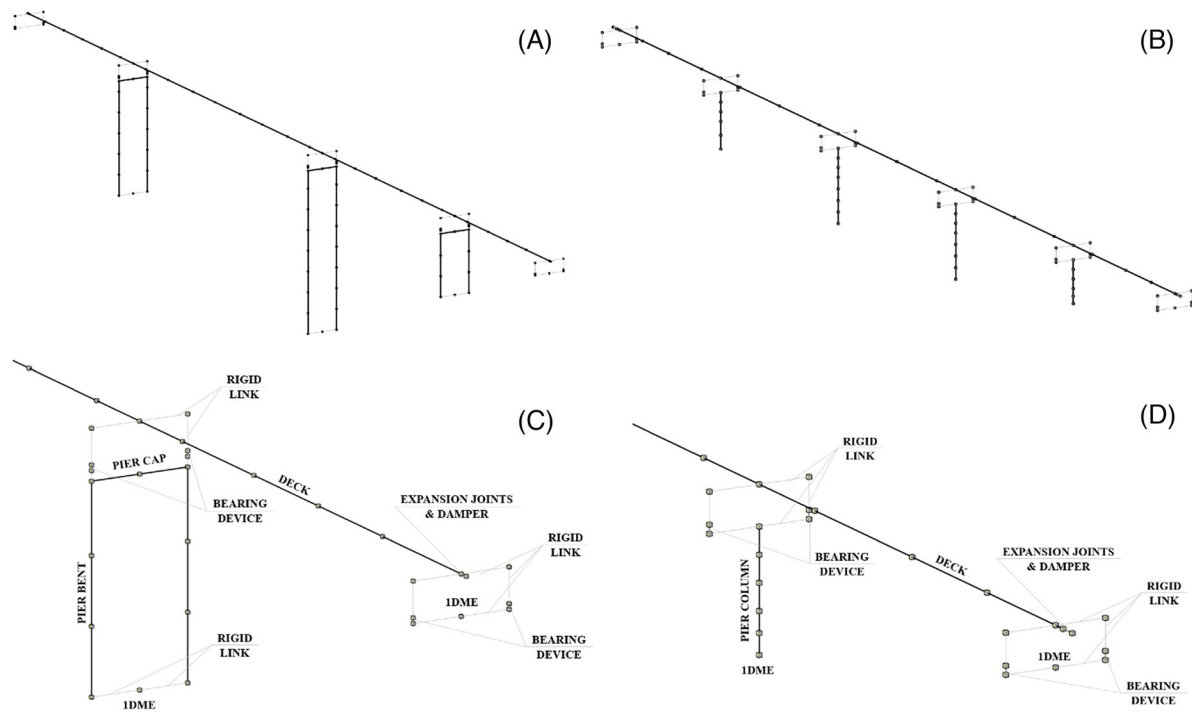 (A)
(B)
RIGID
LINK
(C)
PIER CAP
DECK
BEARING
DEVICE
EXPANSION JOINTS
& DAMPER
RIGID
LINK
PIER BENT
1DME
RIGID
LINK
BEARING
DEVICE
1DME
(D)
RIGID
LINK
BEARING
DEVICE
DECK
EXPANSION JOINTS
& DAMPER
RIGID
LINK
PIER COLUMN
1DME
1DME
BEARING
DEVICE